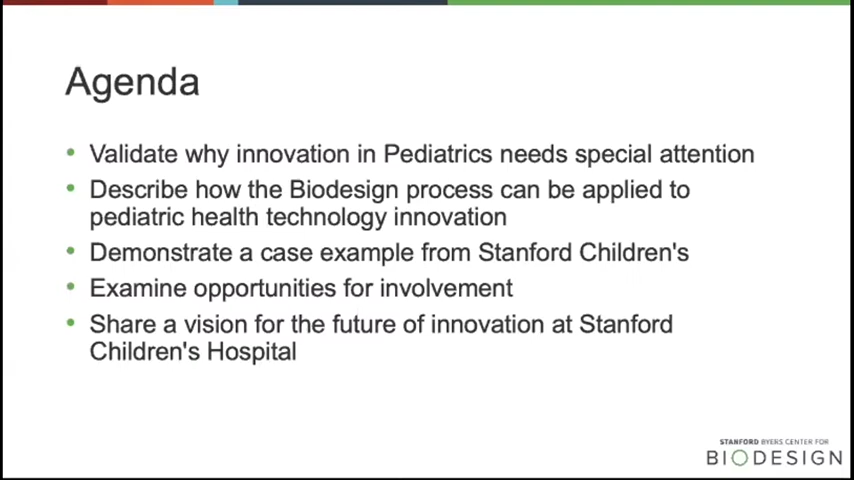 Agenda
• Validate why innovation in Pediatrics needs special attention
• Describe how the Biodesign process can be applied to
pediatric health technology innovation
• Demonstrate a case example from Stanford Children's
• Examine opportunities for involvement
• Share a vision for the future of innovation at Stanford
Children's Hospital
STANFORD BYERS CENTER FOR
BIODESIGN